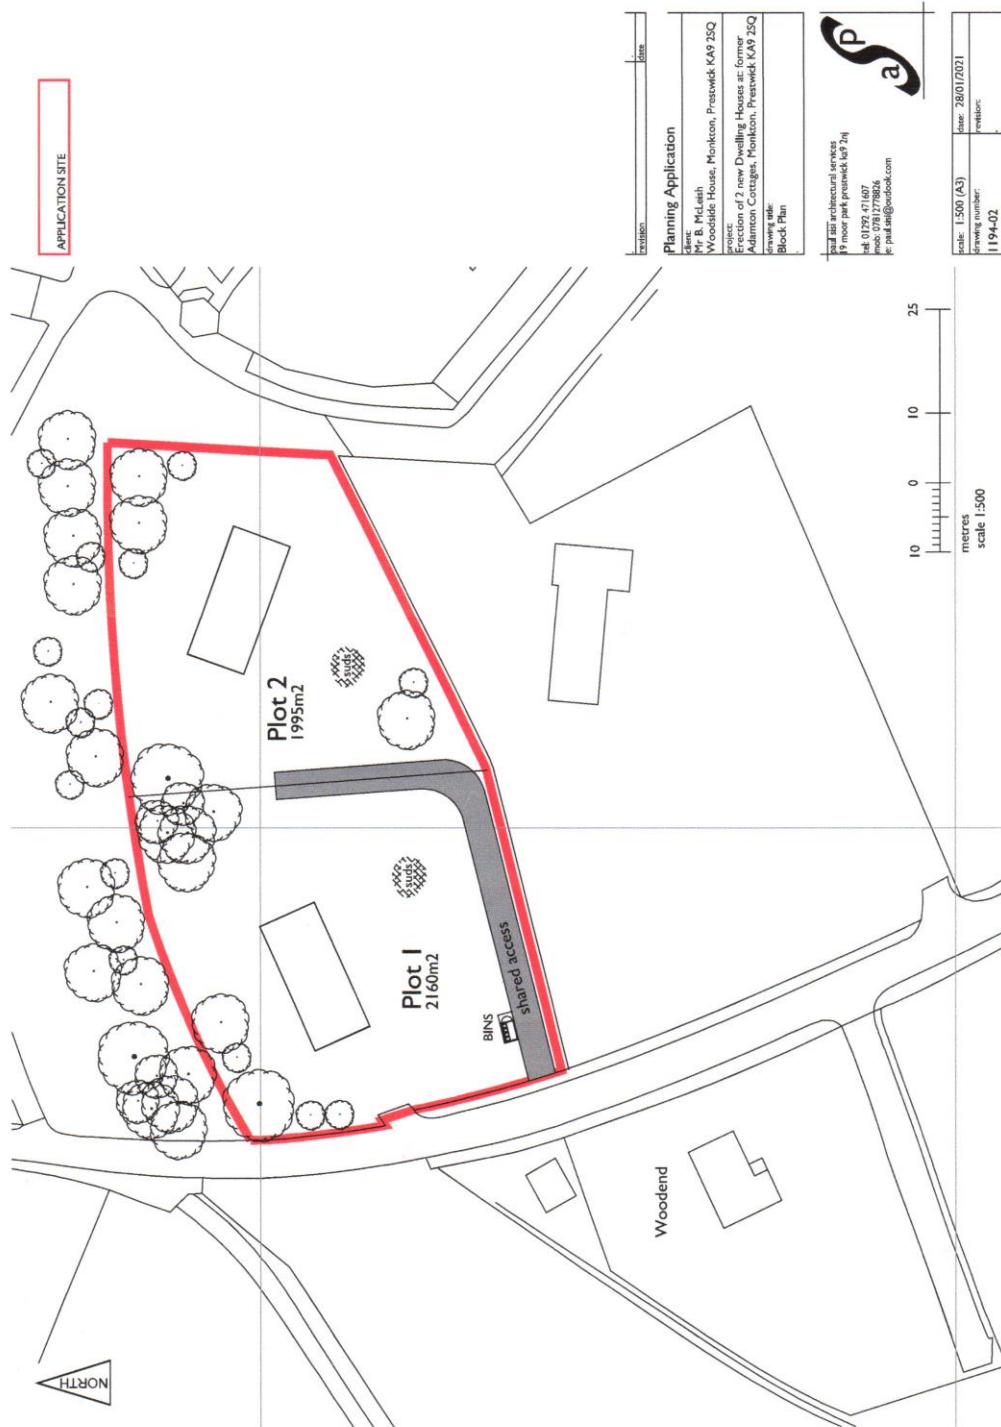 APPLICATION SITE
NORTH
Plot 1
2160m2
Plot 2
1995m2
suds
suds
BINS
shared access
Woodend
10 0 10 25
metres
scale 1:500
revision date
Planning Application
client:
Mr B. McLeish
Woodside House, Monkton, Prestwick KA9 2SQ
project:
Erection of 2 new Dwelling Houses at: former
Adamton Cottages, Monkton, Prestwick KA9 2SQ
drawing title:
Block Plan
asp
paul sisi architectural services
19 moor park prestwick ka9 2nj
tel: 01292 471607
mob: 07812778826
e: paul.sisi@outlook.com
scale: 1:500 (A3) date: 28/01/2021
drawing number: revision:
1194-02